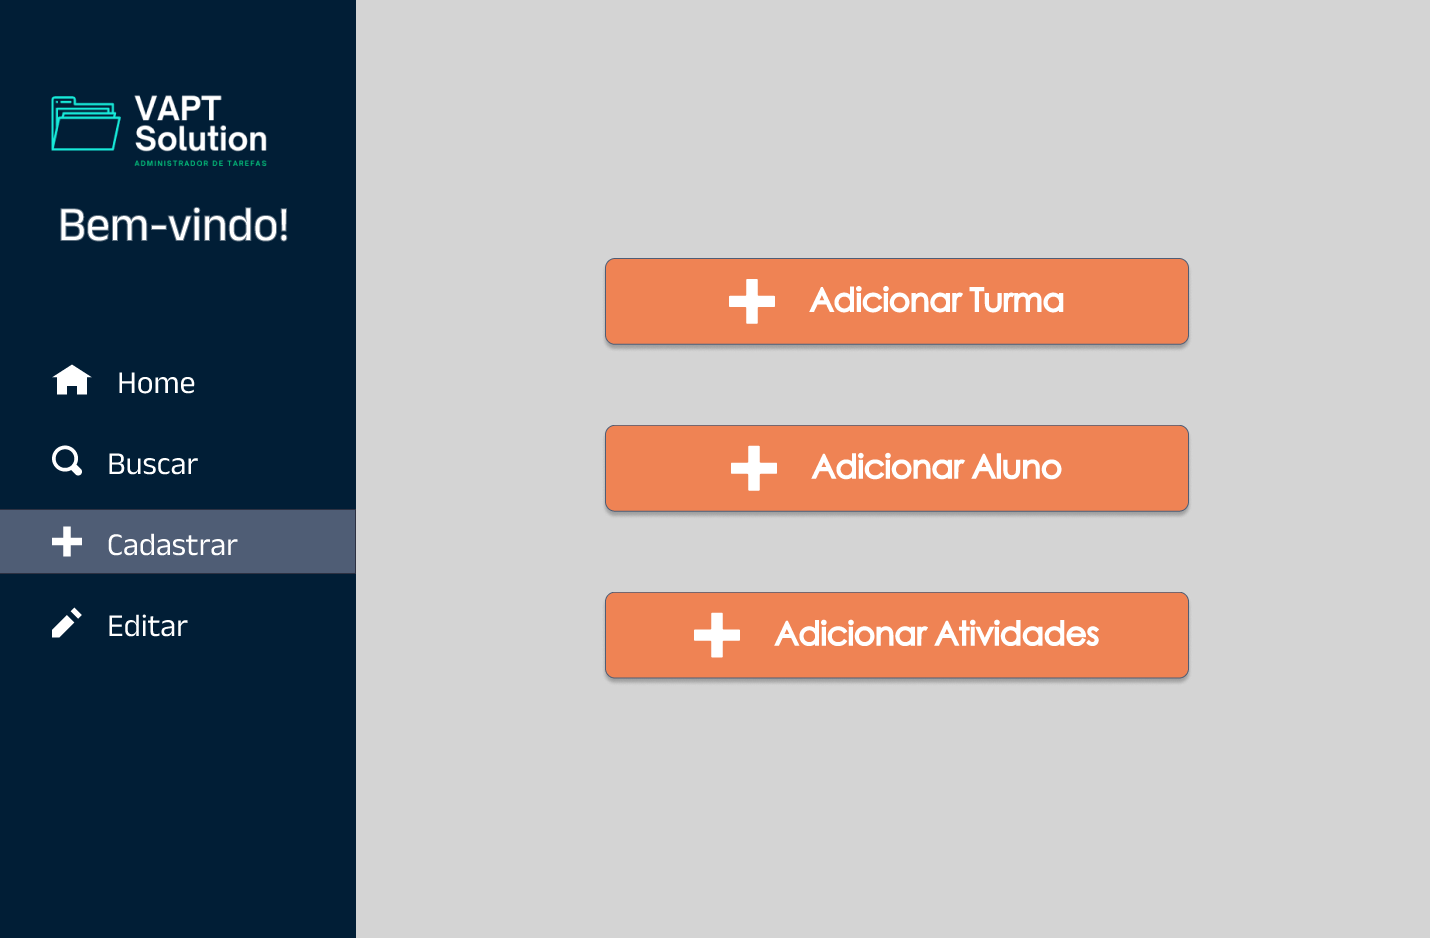 VAPT
Solution
ADMINISTRADOR DE TAREFAS
Bem-vindo!
Home
Buscar
Cadastrar
Editar
Adicionar Turma
Adicionar Aluno
Adicionar Atividades